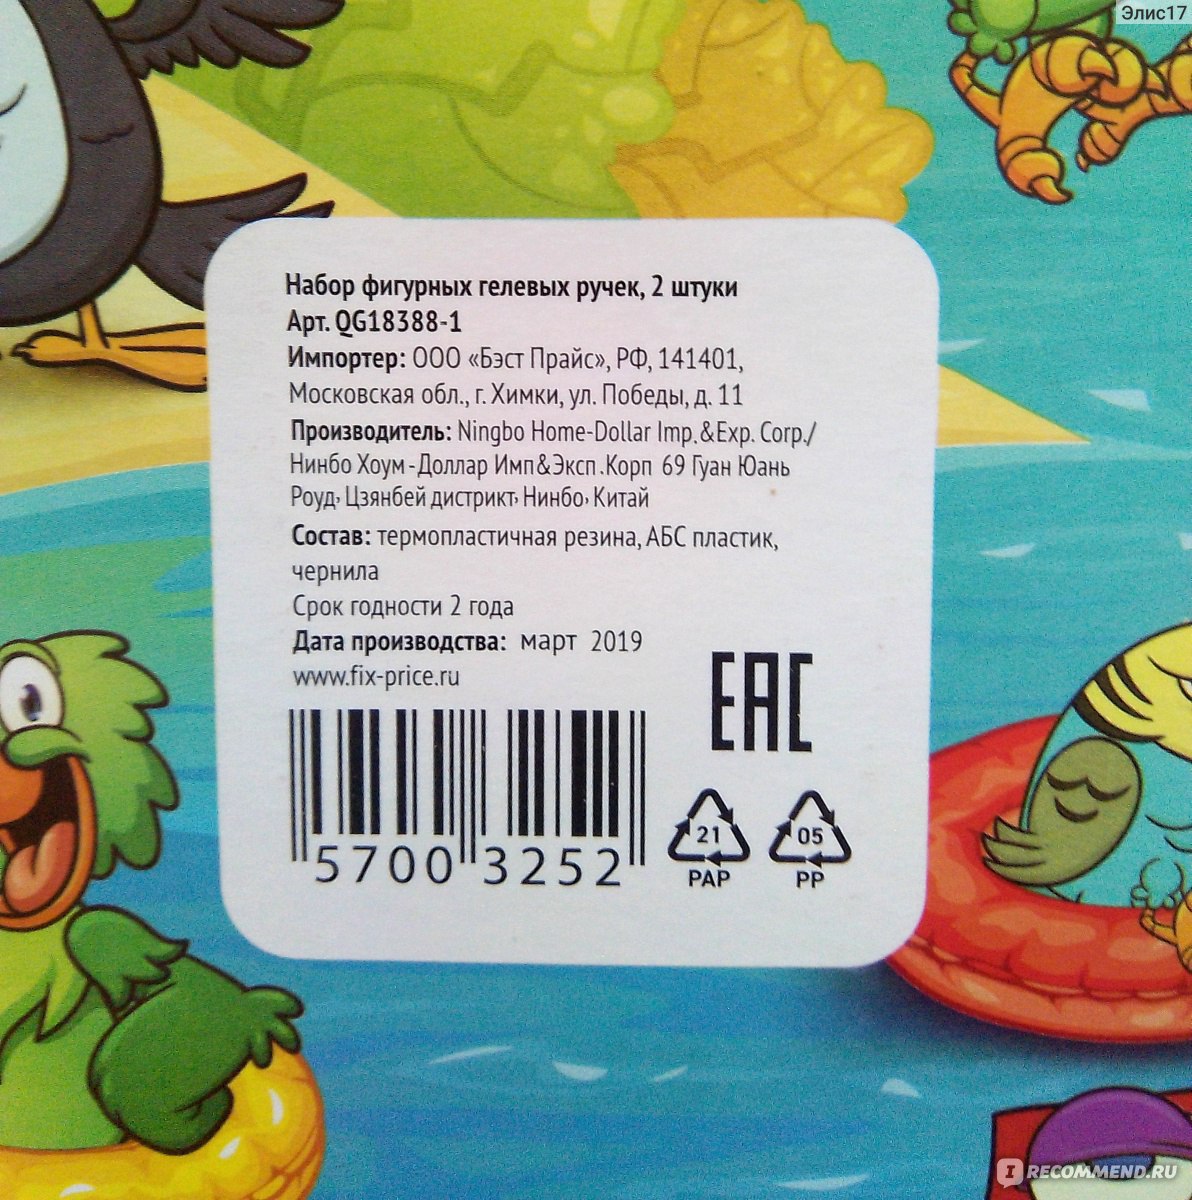 Элис17
Набор фигурных гелевых ручек, 2 штуки
Арт. QG18388-1
Импортер: ООО «Бэст Прайс», РФ, 141401,
Московская обл., г. Химки, ул. Победы, д. 11
Производитель: Ningbo Home-Dollar Imp.&Exp. Corp./
Нинбо Хоум-Доллар Имп&Эксп.Корп 69 Гуан Юань
Роуд, Цзянбей дистрикт, Нинбо, Китай
Состав: термопластичная резина, АБС пластик,
чернила
Срок годности 2 года
Дата производства: март 2019
www.fix-price.ru
EAC
5700 3252
21 05
PAP PP
IRECOMMEND.RU